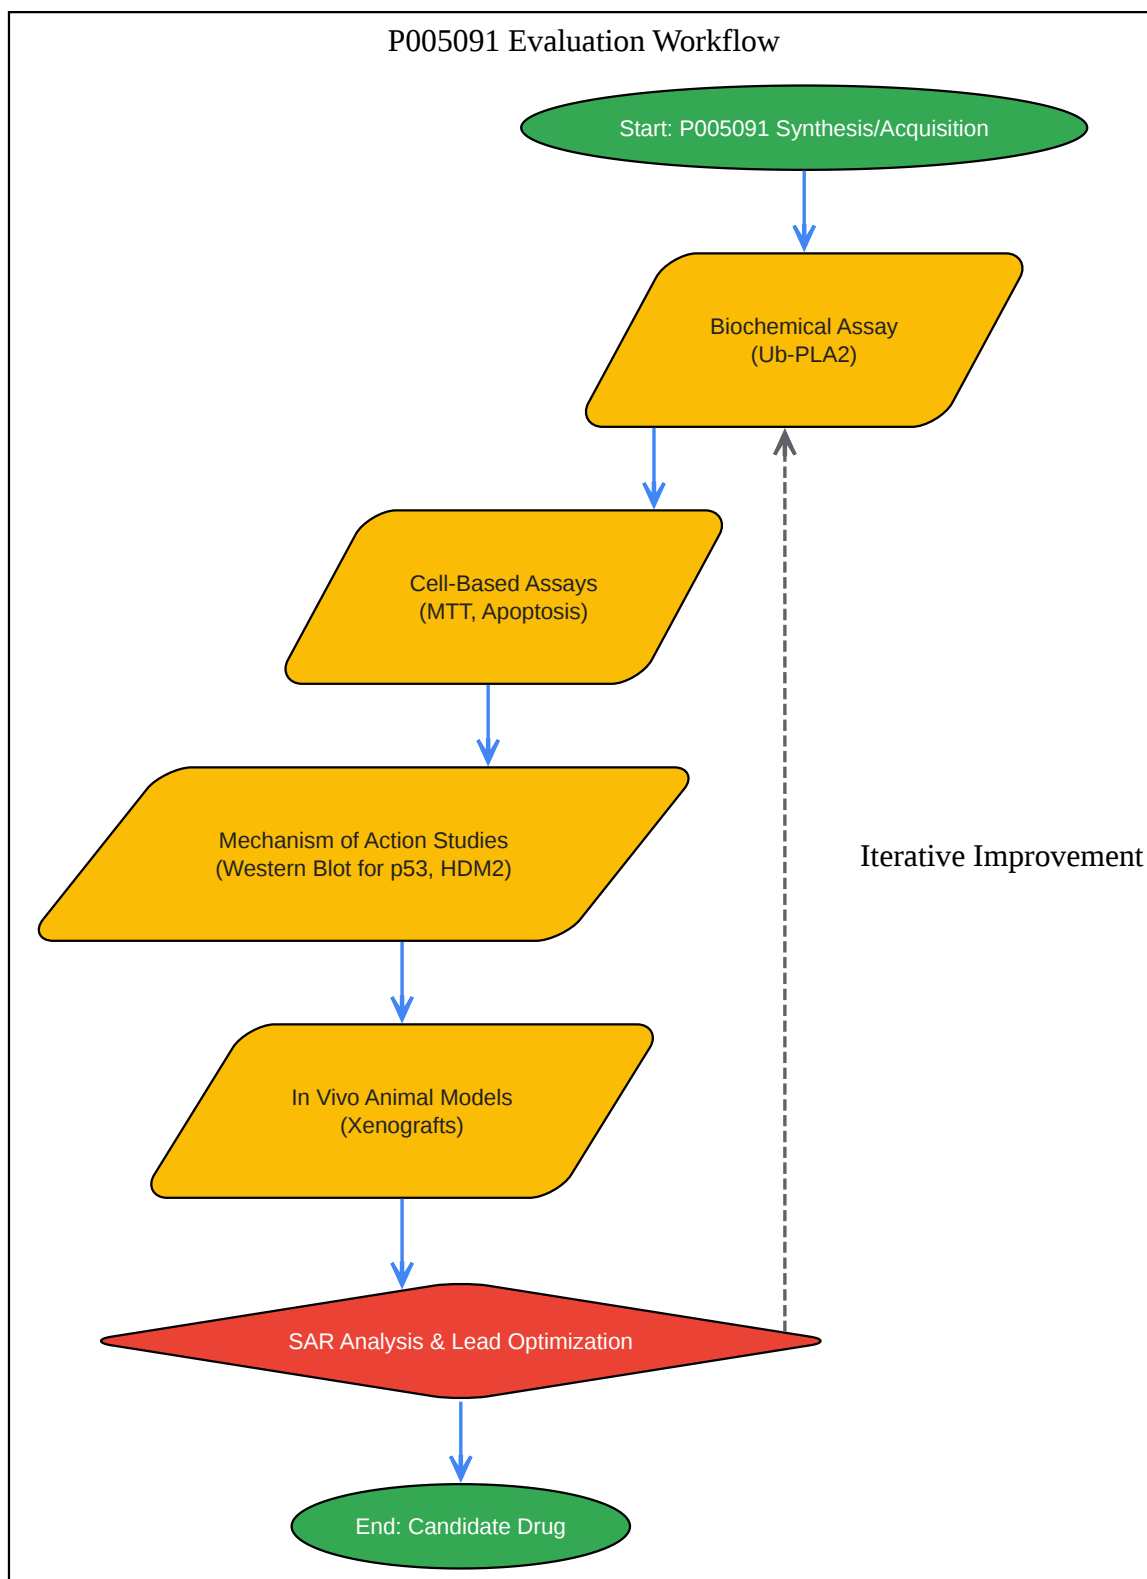 P005091 Evaluation Workflow
Start: P005091 Synthesis/Acquisition
Biochemical Assay
(Ub-PLA2)
Cell-Based Assays
(MTT, Apoptosis)
Mechanism of Action Studies
(Western Blot for p53, HDM2)
Iterative Improvement
In Vivo Animal Models
(Xenografts)
SAR Analysis & Lead Optimization
End: Candidate Drug